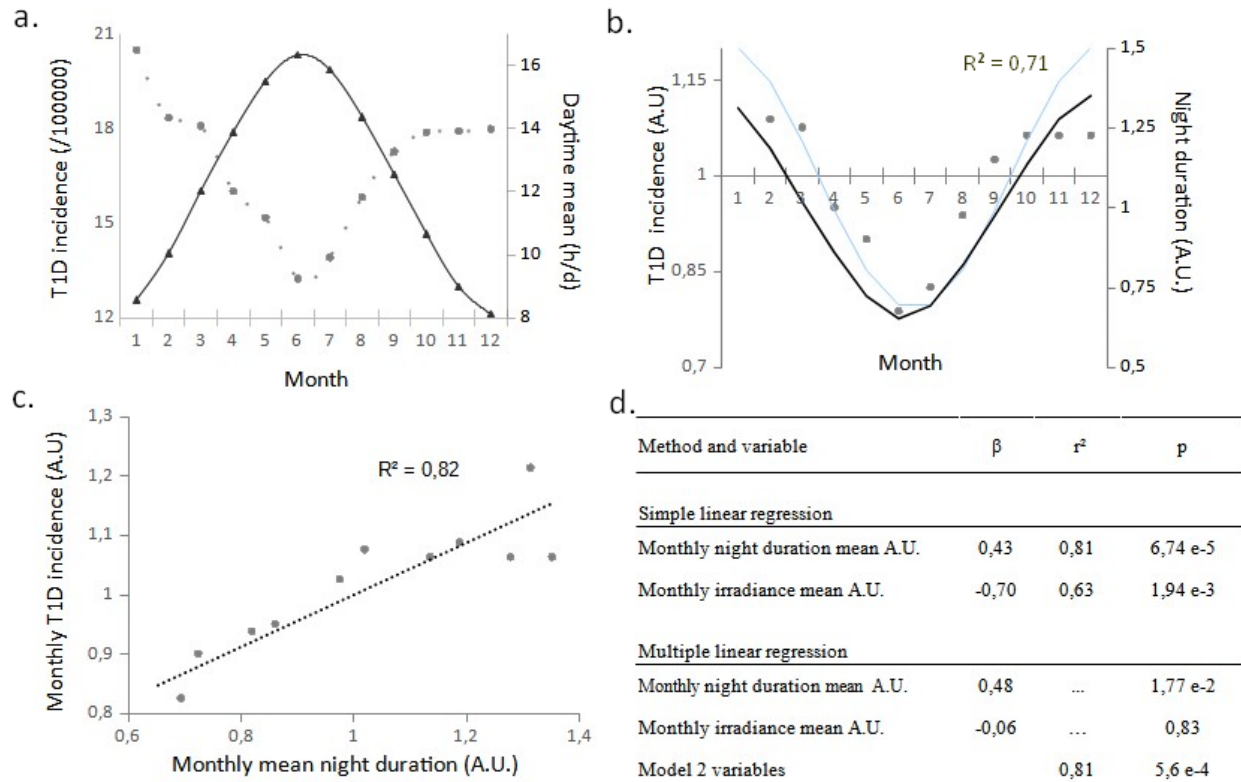 a.
T1D incidence (/100000)
21
18
15
12
16
14
12
10
8
Daytime mean (h/d)
1 2 3 4 5 6 7 8 9 10 11 12
Month
b.
T1D incidence (A.U)
1,15
1
0,85
0,7
R² = 0,71
1,5
1,25
1
0,75
0,5
Night duration (A.U.)
1 2 3 4 5 6 7 8 9 10 11 12
Month
c.
Monthly T1D incidence (A.U)
1,3
1,2
1,1
1
0,9
0,8
R² = 0,82
0,6 0,8 1 1,2 1,4
Monthly mean night duration (A.U.)
d.
Method and variable β r² p
Simple linear regression
Monthly night duration mean A.U. 0,43 0,81 6,74 e-5
Monthly irradiance mean A.U. -0,70 0,63 1,94 e-3
Multiple linear regression
Monthly night duration mean A.U. 0,48 ... 1,77 e-2
Monthly irradiance mean A.U. -0,06 ... 0,83
Model 2 variables 0,81 5,6 e-4